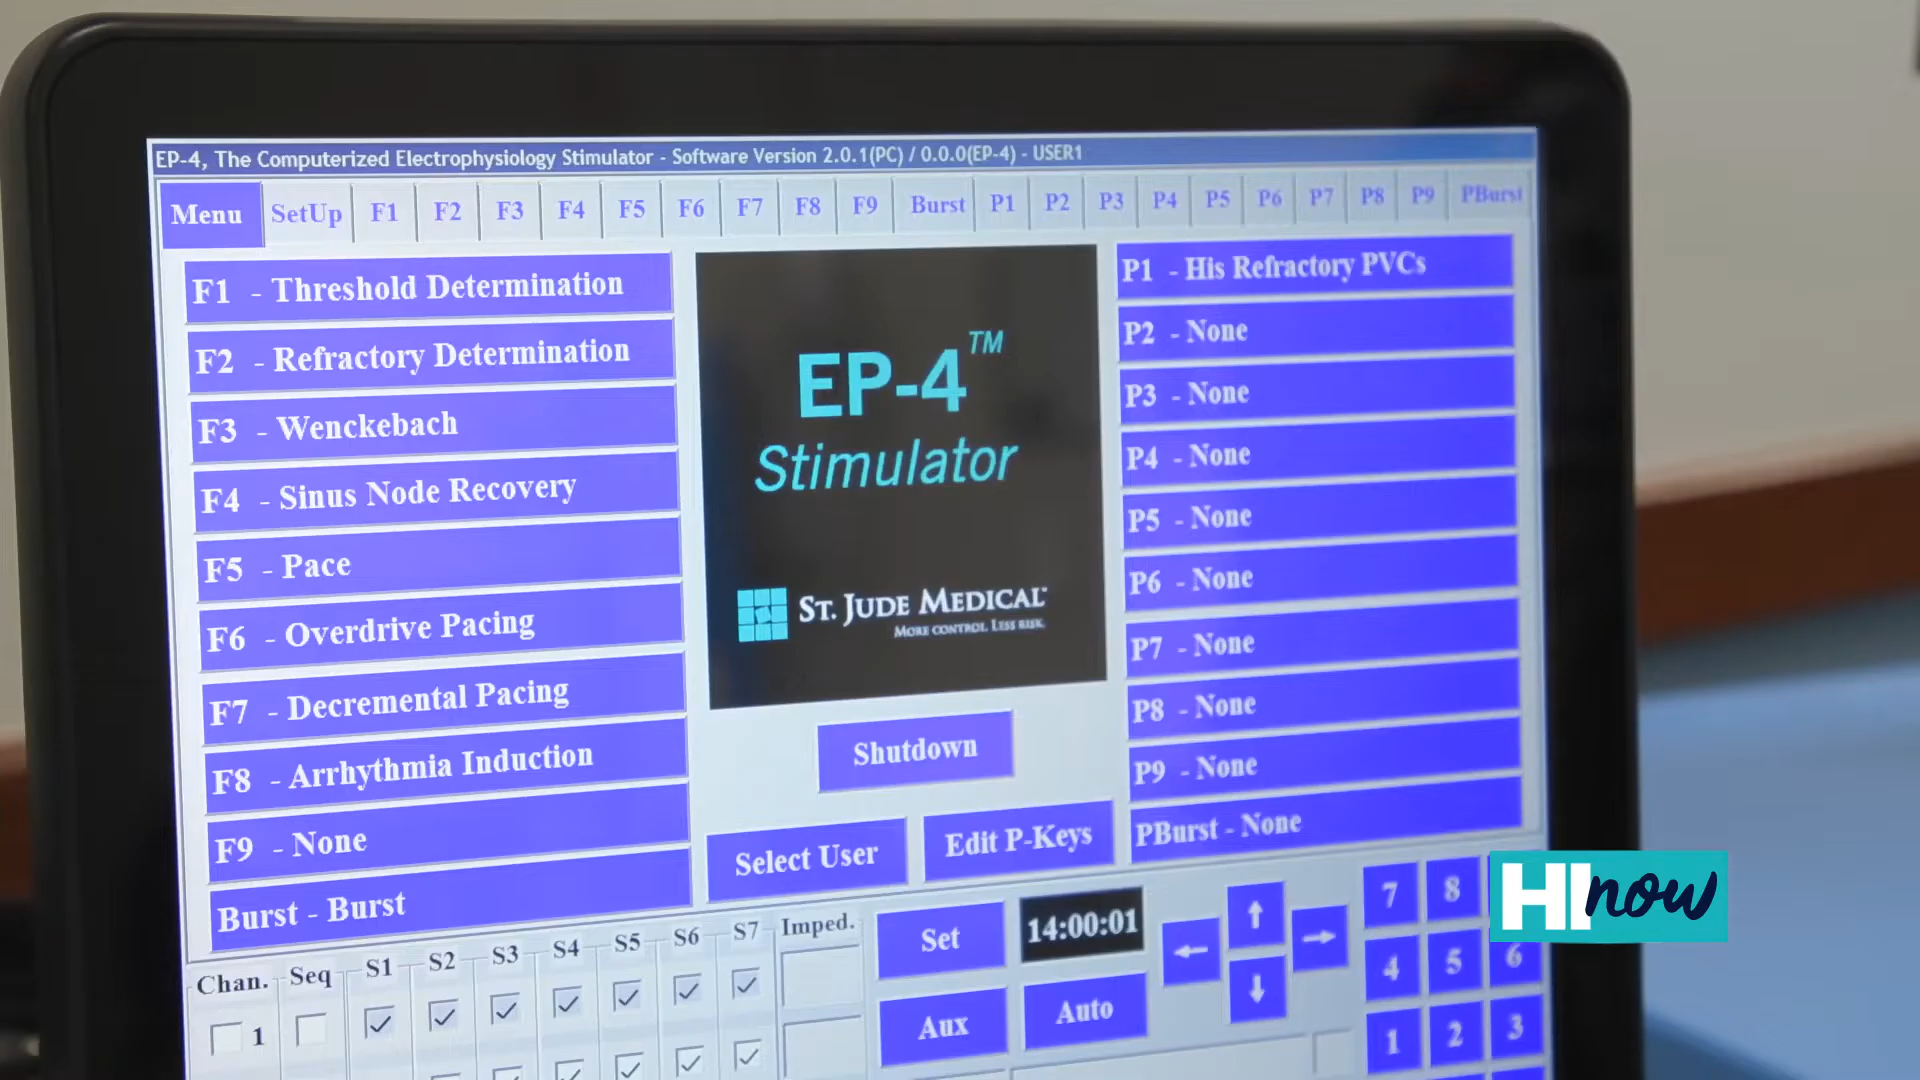 EP-4, The Computerized Electrophysiology Stimulator - Software Version 2.0.1(PC) / 0.0.0(EP-4) - USER1
Menu SetUp F1 F2 F3 F4 F5 F6 F7 F8 F9 Burst P1 P2 P3 P4 P5 P6 P7 P8 P9 PBurst
F1 - Threshold Determination
F2 - Refractory Determination
F3 - Wenckebach
F4 - Sinus Node Recovery
F5 - Pace
F6 - Overdrive Pacing
F7 - Decremental Pacing
F8 - Arrhythmia Induction
F9 - None
Burst - Burst
EP-4™
Stimulator
ST. JUDE MEDICAL
MORE CONTROL. LESS RISK.
Shutdown
Select User
Edit P-Keys
P1 - His Refractory PVCs
P2 - None
P3 - None
P4 - None
P5 - None
P6 - None
P7 - None
P8 - None
P9 - None
PBurst - None
Chan. Seq S1 S2 S3 S4 S5 S6 S7 Imped.
1
Set
14:00:01
Aux
Auto
← ↑ → ↓
7 8
4 5 6
1 2 3
HI now